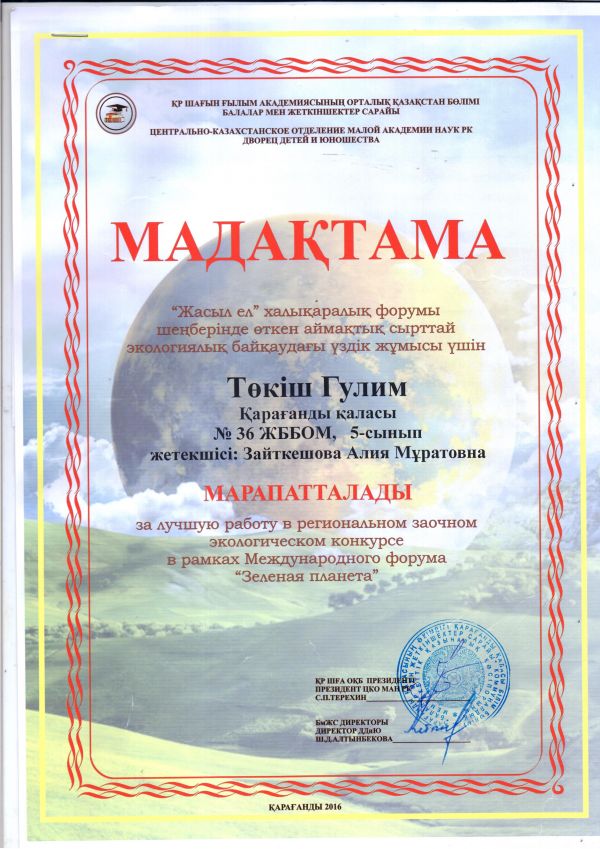 ҚР ШАҒЫН ҒЫЛЫМ АКАДЕМИЯСЫНЫҢ ОРТАЛЫҚ ҚАЗАҚСТАН БӨЛІМІ
БАЛАЛАР МЕН ЖЕТКІНШЕКТЕР САРАЙЫ
ЦЕНТРАЛЬНО-КАЗАХСТАНСКОЕ ОТДЕЛЕНИЕ МАЛОЙ АКАДЕМИИ НАУК РК
ДВОРЕЦ ДЕТЕЙ И ЮНОШЕСТВА
МАДАҚТАМА
“Жасыл ел” халықаралық форумы
шеңберінде өткен аймақтық сырттай
экологиялық байқаудағы үздік жұмысы үшін
Төкіш Гулим
Қарағанды қаласы
№ 36 ЖББОМ, 5-сынып
жетекшісі: Зайткешова Алия Мұратовна
МАРАПАТТАЛАДЫ
за лучшую работу в региональном заочном
экологическом конкурсе
в рамках Международного форума
“Зеленая планета”
ҚР ШҒА ОҚБ ПРЕЗИДЕНТІ
ПРЕЗИДЕНТ ЦКО МАН РК
С.П.ТЕРЕХИН
БмЖС ДИРЕКТОРЫ
ДИРЕКТОР ДДиЮ
Ш.Д.АЛТЫНБЕКОВА
ҚАРАҒАНДЫ 2016